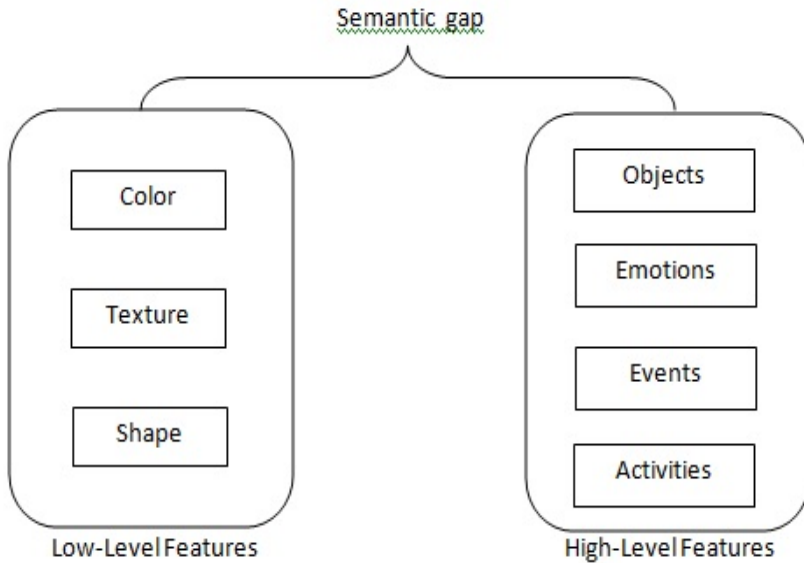 Semantic gap
Color
Texture
Shape
Low-Level Features
Objects
Emotions
Events
Activities
High-Level Features